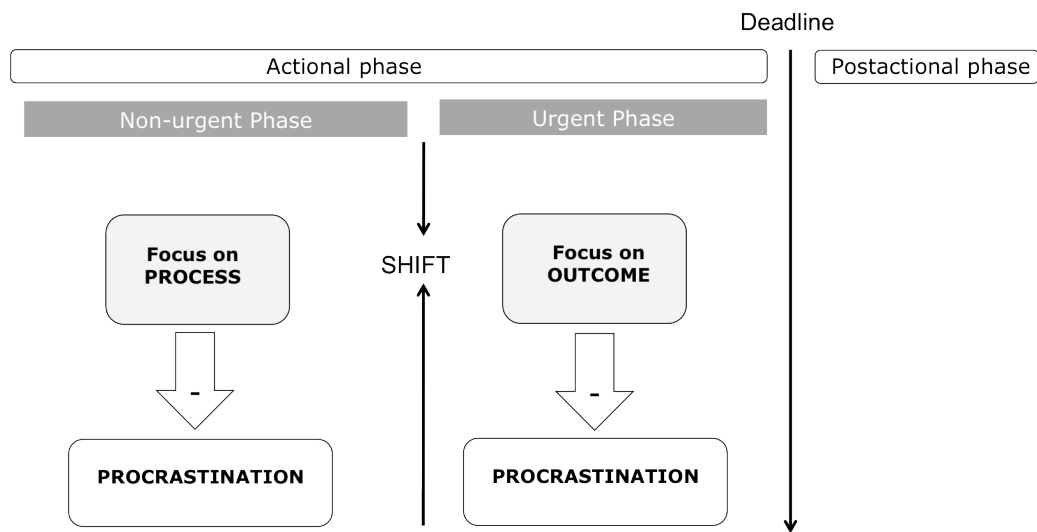 Deadline
Actional phase
Postactional phase
Non-urgent Phase
Urgent Phase
Focus on
PROCESS
SHIFT
Focus on
OUTCOME
-
-
PROCRASTINATION
PROCRASTINATION